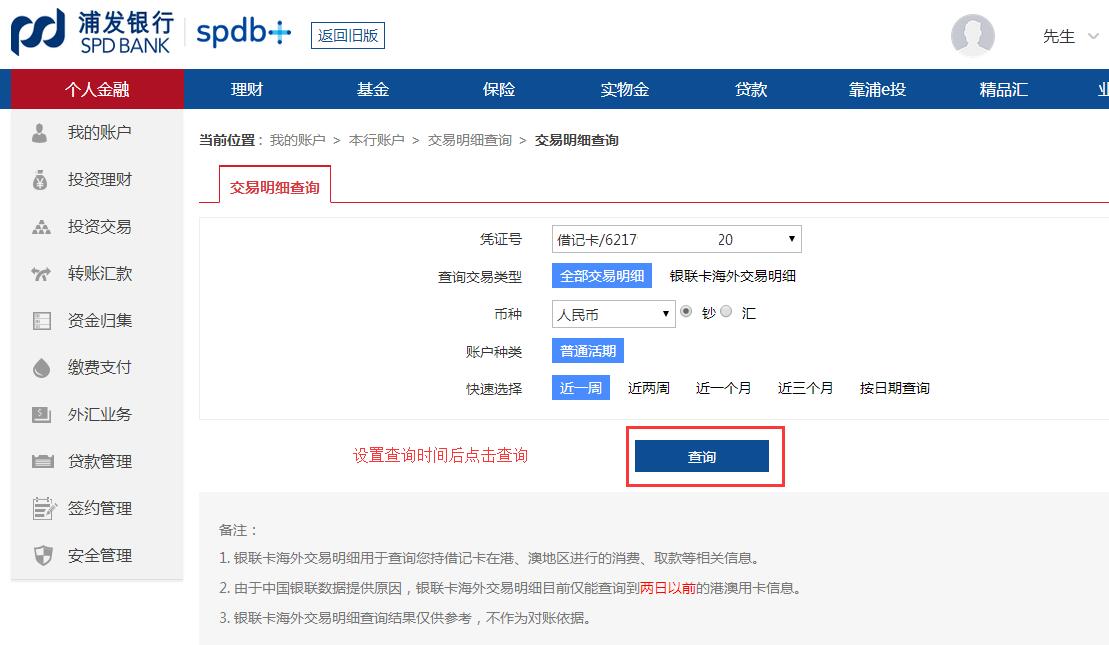 浦发银行
SPD BANK
spdb+
返回旧版
先生
个人金融 理财 基金 保险 实物金 贷款 靠浦e投 精品汇
我的账户
投资理财
投资交易
转账汇款
资金归集
缴费支付
外汇业务
贷款管理
签约管理
安全管理
当前位置： 我的账户 > 本行账户 > 交易明细查询 > 交易明细查询
交易明细查询
凭证号 借记卡/6217 20
查询交易类型 全部交易明细 银联卡海外交易明细
币种 人民币 钞 汇
账户种类 普通活期
快速选择 近一周 近两周 近一个月 近三个月 按日期查询
设置查询时间后点击查询 查询
备注：
1. 银联卡海外交易明细用于查询您持借记卡在港、澳地区进行的消费、取款等相关信息。
2. 由于中国银联数据提供原因，银联卡海外交易明细目前仅能查询到两日以前的港澳用卡信息。
3. 银联卡海外交易明细查询结果仅供参考，不作为对账依据。